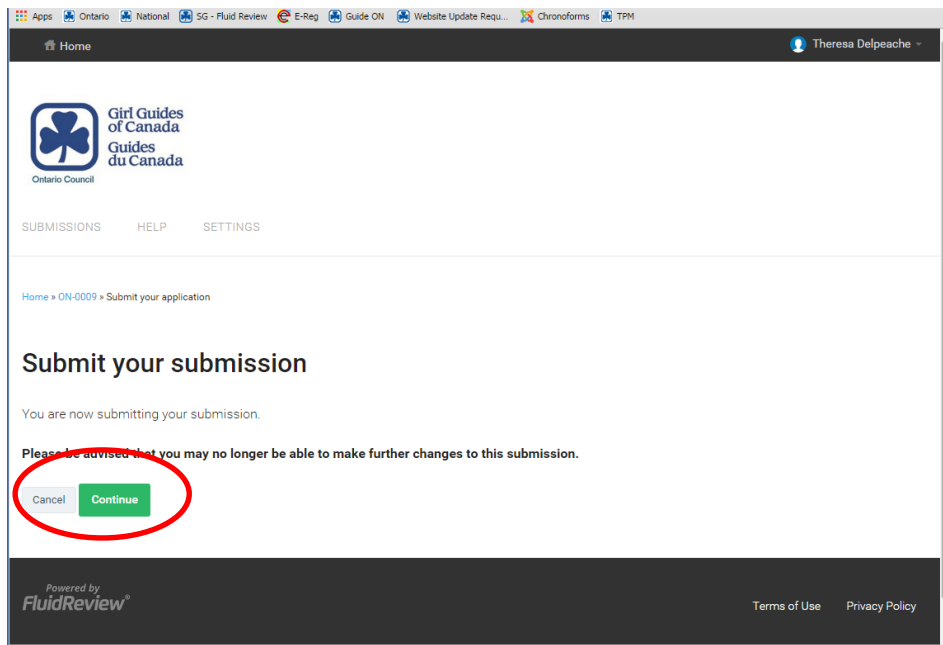 Apps Ontario National SG - Fluid Review E-Reg Guide ON Website Update Requ... Chronoforms TPM
Home Theresa Delpeache
Girl Guides
of Canada
Guides
du Canada
Ontario Council
SUBMISSIONS HELP SETTINGS
Home » ON-0009 » Submit your application
Submit your submission
You are now submitting your submission.
Please be advised that you may no longer be able to make further changes to this submission.
Cancel Continue
Powered by
FluidReview®
Terms of Use Privacy Policy